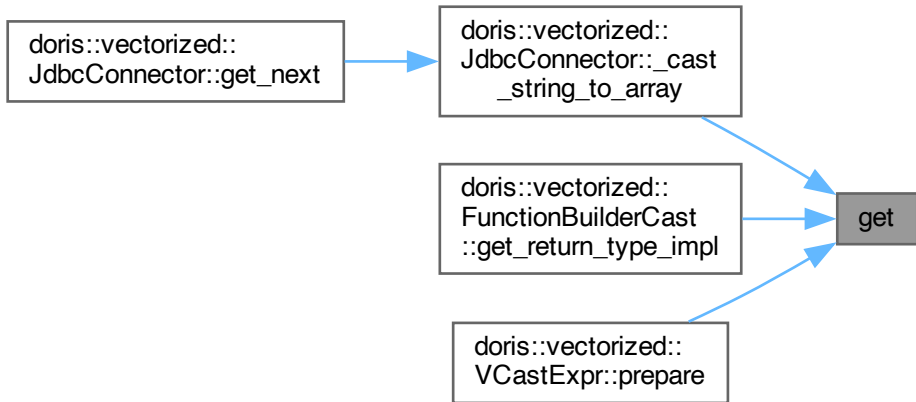 doris::vectorized::
JdbcConnector::get_next
doris::vectorized::
JdbcConnector::_cast
_string_to_array
doris::vectorized::
FunctionBuilderCast
::get_return_type_impl
get
doris::vectorized::
VCastExpr::prepare